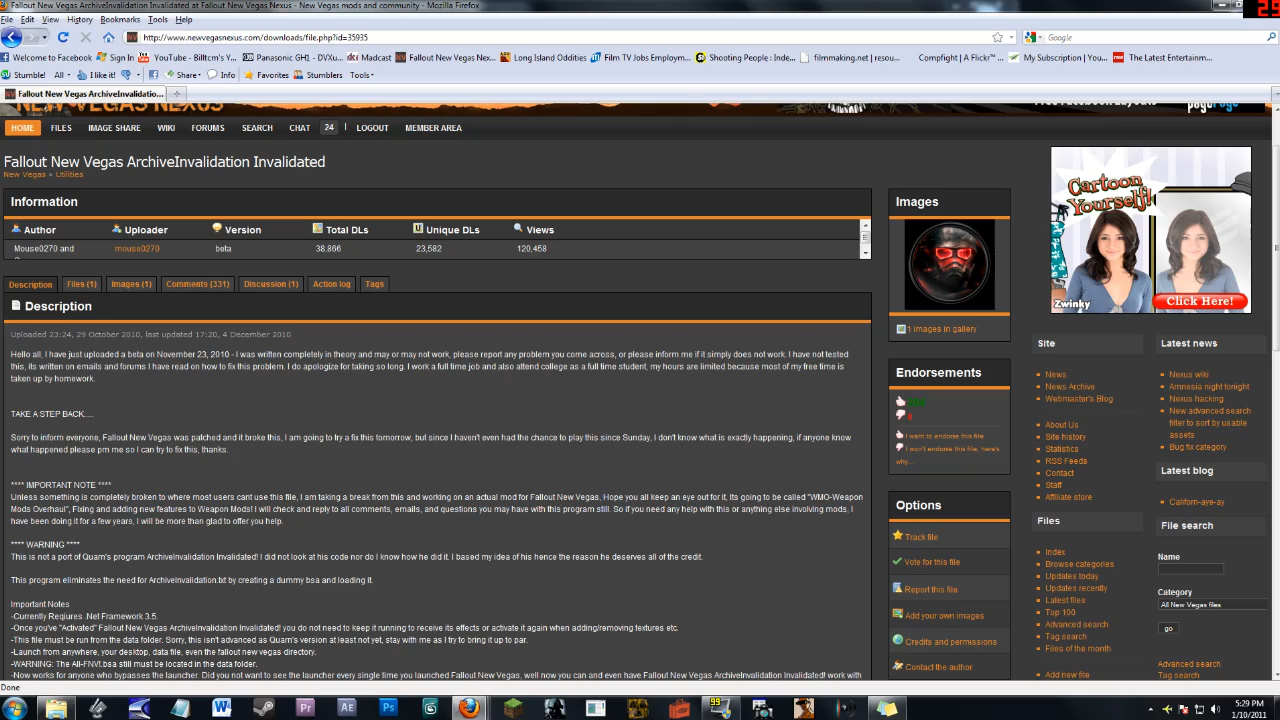 Fallout New Vegas ArchiveInvalidation Invalidated at Fallout New Vegas Nexus - New Vegas mods and community - Mozilla Firefox
29
File Edit View History Bookmarks Tools Help
http://www.newvegasnexus.com/downloads/file.php?id=35935
Google
Welcome to Facebook Sign In YouTube - Billtcm's Y... Panasonic GH1 - DVXu... Madcast Fallout New Vegas Nex... Long Island Oddities Film TV Jobs Employm... Shooting People: Inde... filmmaking.net | resou... Compfight | A Flickr™ ... My Subscription | You... The Latest Entertainm...
Stumble! All I like it! Share Info Favorites Stumblers Tools
Fallout New Vegas ArchiveInvalidatio...
NEW VEGAS NEXUS
HOME FILES IMAGE SHARE WIKI FORUMS SEARCH CHAT 24 LOGOUT MEMBER AREA
Fallout New Vegas ArchiveInvalidation Invalidated
New Vegas » Utilities
Information
Author Uploader Version Total DLs Unique DLs Views
Mouse0270 and mouse0270 beta 38,866 23,582 120,458
Description Files (1) Images (1) Comments (331) Discussion (1) Action log Tags
Description
Uploaded 23:24, 29 October 2010, last updated 17:20, 4 December 2010
Hello all, I have just uploaded a beta on November 23, 2010 - I was written completely in theory and may or may not work, please report any problem you come across, or please inform me if it simply does not work, I have not tested
this, its written on emails and forums I have read on how to fix this problem. I do apologize for taking so long. I work a full time job and also attend college as a full time student, my hours are limited because most of my free time is
taken up by homework.
TAKE A STEP BACK....
Sorry to inform everyone, Fallout New Vegas was patched and it broke this, I am going to try a fix this tomorrow, but since I haven't even had the chance to play this since Sunday, I don't know what is exactly happening, if anyone know
what happened please pm me so I can try to fix this, thanks.
**** IMPORTANT NOTE ****
Unless something is completely broken to where most users cant use this file, I am taking a break from this and working on an actual mod for Fallout New Vegas, Hope you all keep an eye out for it, Its going to be called "WMO-Weapon
Mods Overhaul", Fixing and adding new features to Weapon Mods! I will check and reply to all comments, emails, and questions you may have with this program still. So if you need any help with this or anything else involving mods, I
have been doing it for a few years, I will be more than glad to offer you help.
**** WARNING ****
This is not a port of Quarn's program ArchiveInvalidation Invalidated! I did not look at his code nor do I know how he did it. I based my idea of his hence the reason he deserves all of the credit.
This program eliminates the need for ArchiveInvalidation.txt by creating a dummy bsa and loading it.
Important Notes
-Currently Reqiures .Net Framework 3.5.
-Once you've "Activated" Fallout New Vegas ArchiveInvalidation Invalidated! you do not need to keep it running to receive its effects or activate it again when adding/removing textures etc.
-This file must be run from the data folder. Sorry, this isn't advanced as Quarn's version at least not yet, stay with me as I try to bring it up to par.
-Launch from anywhere, your desktop, data file, even the fallout new vegas directory.
-WARNING: The All-FNVI.bsa still must be located in the data folder.
-Now works for anyone who bypasses the launcher. Did you not want to see the launcher every single time you launched Fallout New Vegas, well now you can and even have Fallout New Vegas ArchiveInvalidation Invalidated! work with
Images
1 images in gallery
Endorsements
I want to endorse this file
I won't endorse this file, here's
why...
Options
Track file
Vote for this file
Report this file
Add your own images
Credits and permissions
Contact the author
Cartoon
Yourself!
Zwinky
Click Here!
Site
News
News Archive
Webmaster's Blog
About Us
Site history
Statistics
RSS Feeds
Contact
Staff
Affiliate store
Files
Index
Browse categories
Updates today
Updates recently
Latest files
Top 100
Advanced search
Tag search
Files of the month
Add new file
Latest news
Nexus wiki
Amnesia night tonight
Nexus hacking
New advanced search
filter to sort by usable
assets
Bug fix category
Latest blog
Californ-aye-ay
File search
Name
Category
All New Vegas files
go
Advanced search
Tag search
Done
99
5:29 PM
1/10/2011